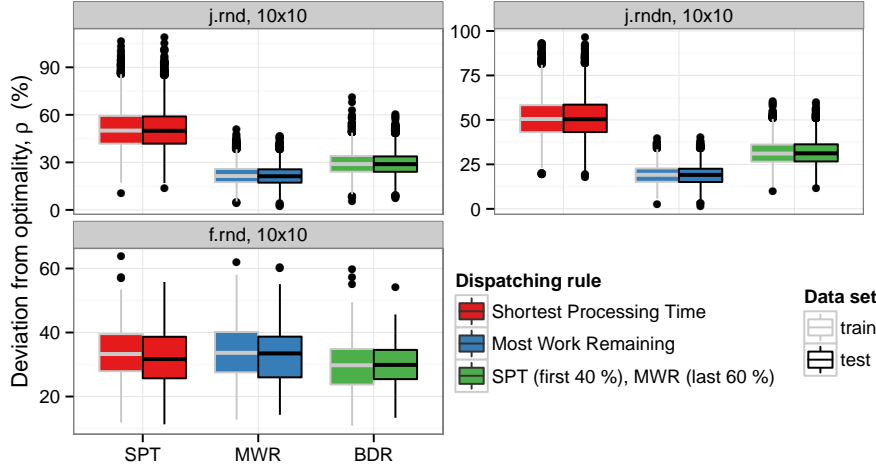 j.rnd, 10x10
j.rndn, 10x10
Deviation from optimality, ρ (%)
90
60
30
0
100
75
50
25
0
f.rnd, 10x10
60
40
20
SPT MWR BDR
Dispatching rule
Shortest Processing Time
Most Work Remaining
SPT (first 40 %), MWR (last 60 %)
Data set
train
test